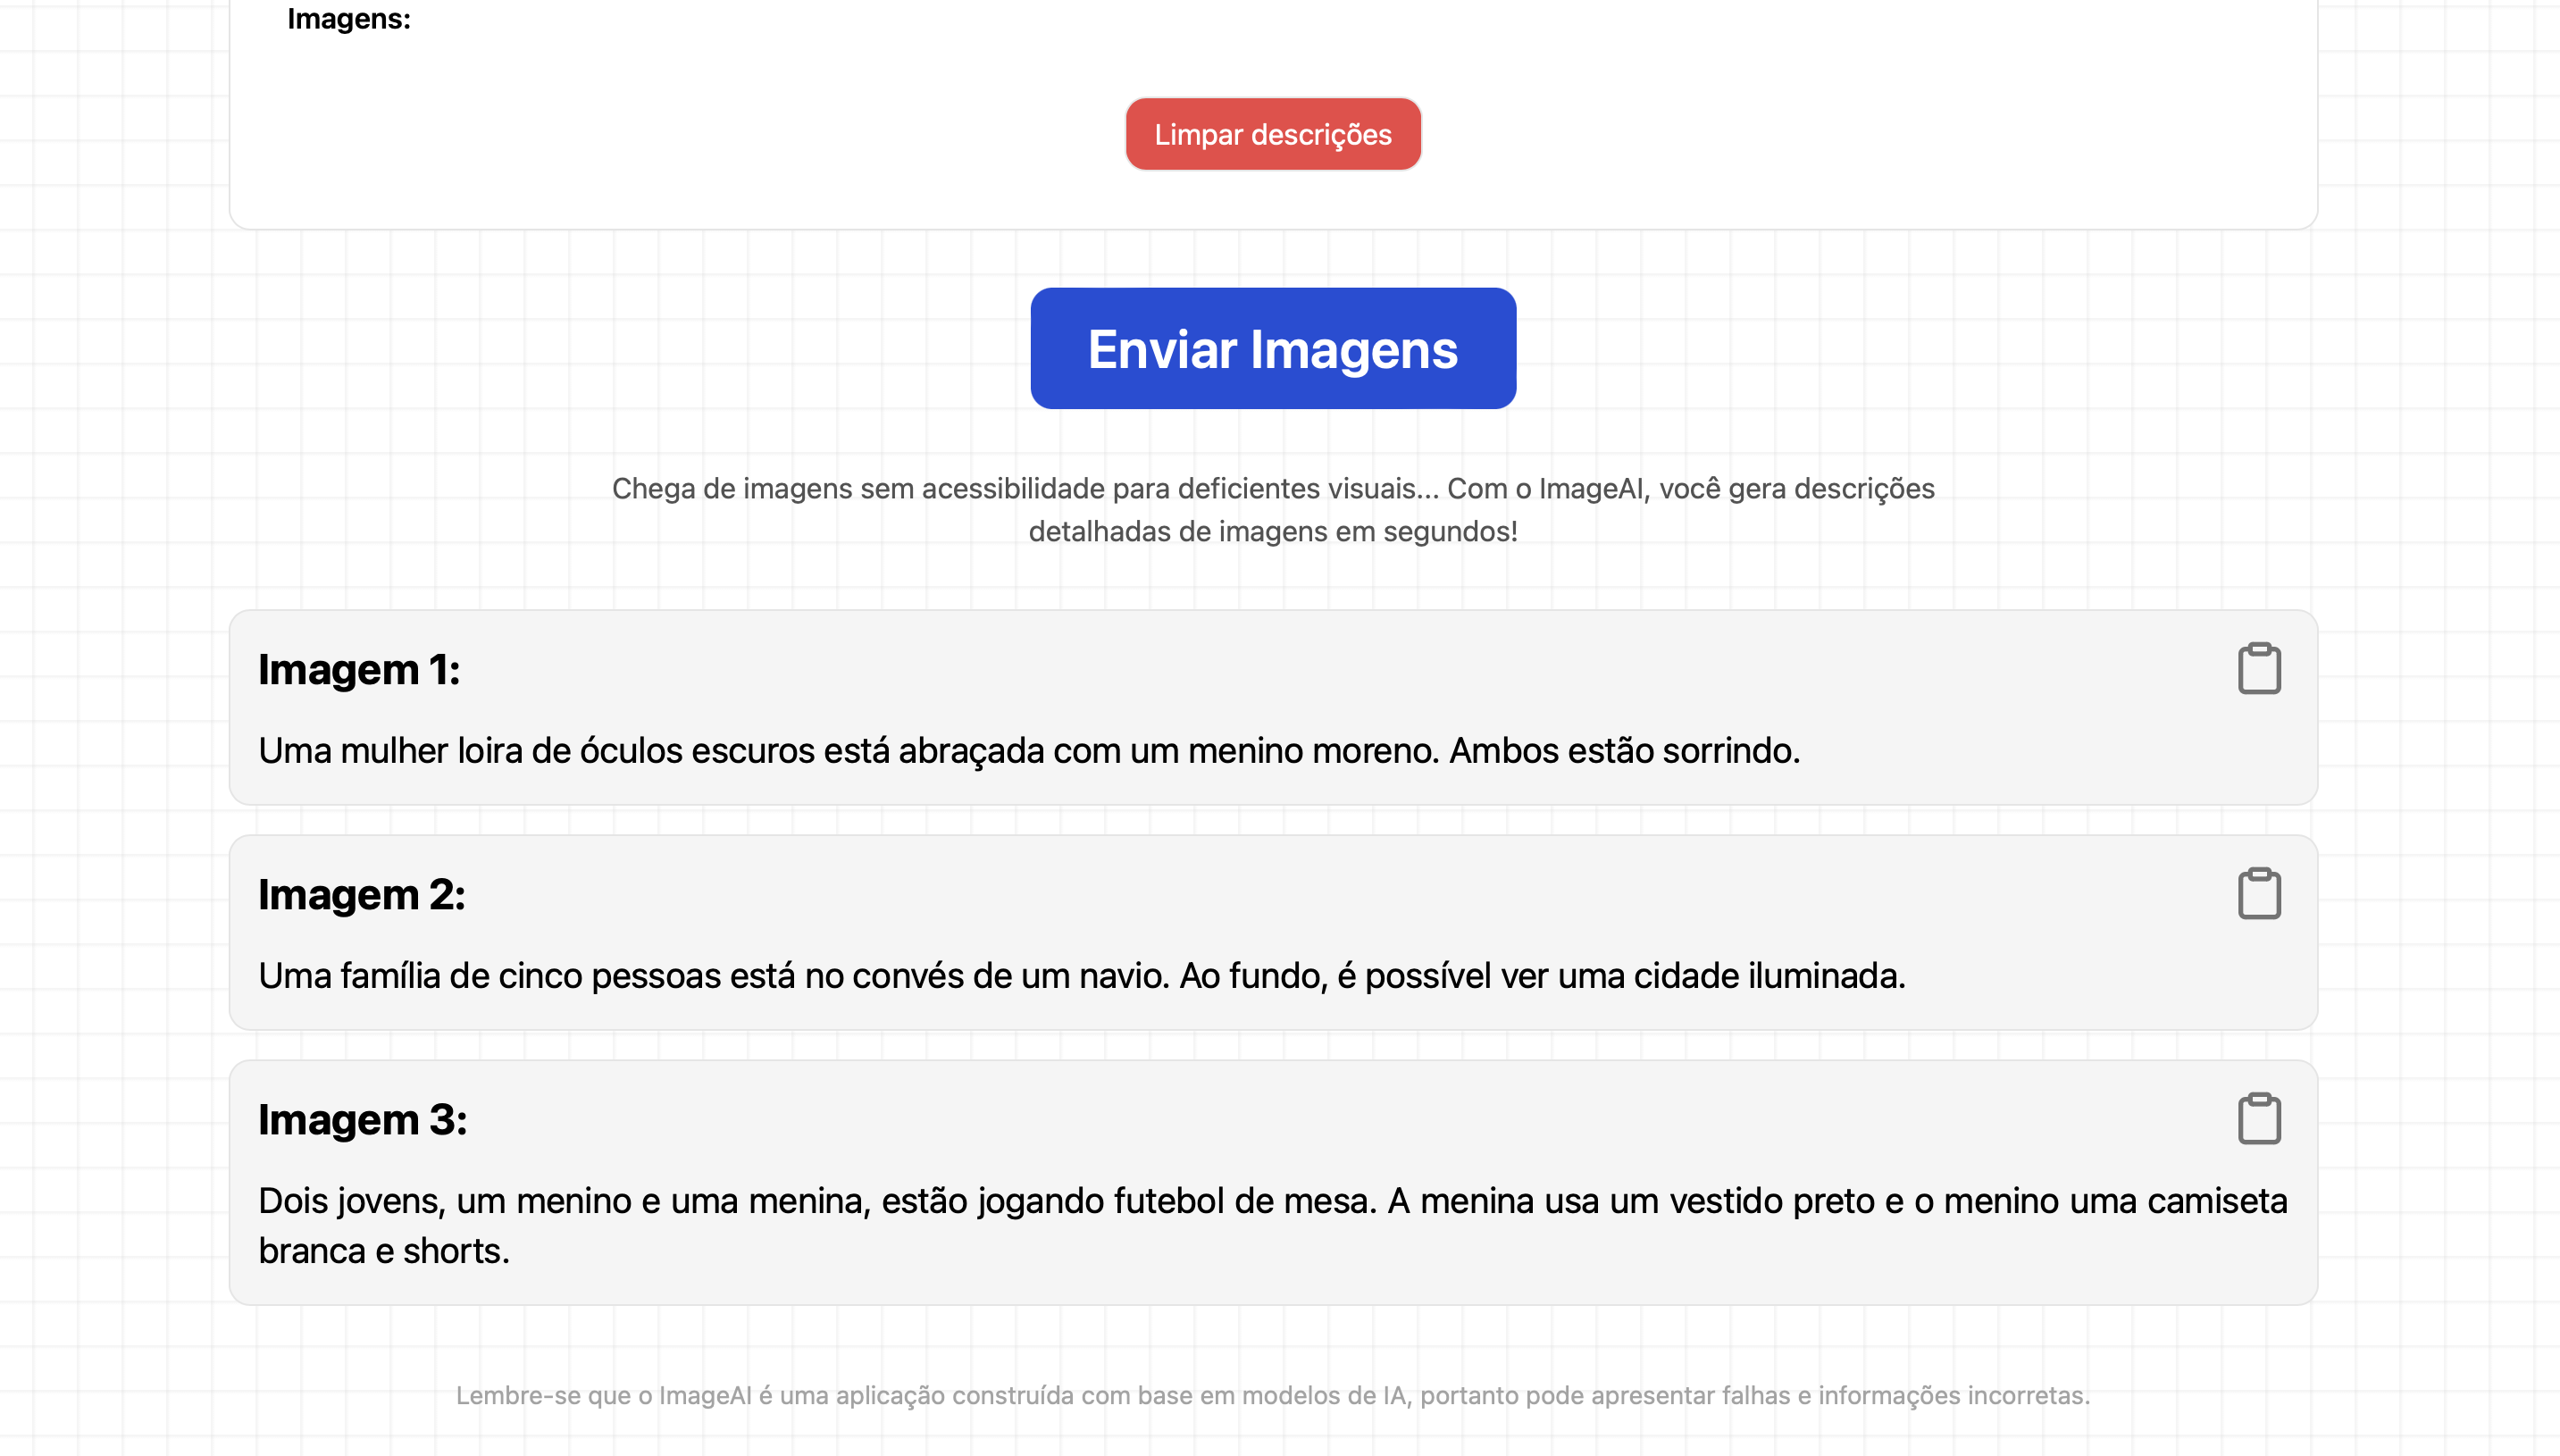 Imagens:
Limpar descrições
Enviar Imagens
Chega de imagens sem acessibilidade para deficientes visuais... Com o ImageAI, você gera descrições
detalhadas de imagens em segundos!
Imagem 1:
Uma mulher loira de óculos escuros está abraçada com um menino moreno. Ambos estão sorrindo.
Imagem 2:
Uma família de cinco pessoas está no convés de um navio. Ao fundo, é possível ver uma cidade iluminada.
Imagem 3:
Dois jovens, um menino e uma menina, estão jogando futebol de mesa. A menina usa um vestido preto e o menino uma camiseta
branca e shorts.
Lembre-se que o ImageAI é uma aplicação construída com base em modelos de IA, portanto pode apresentar falhas e informações incorretas.